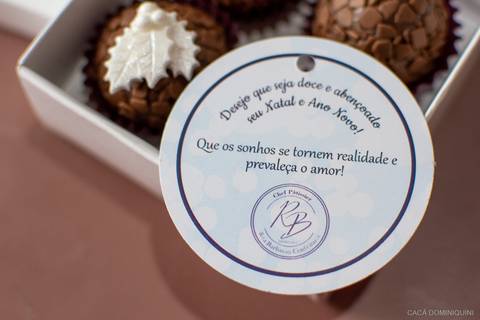 Desejo que seja doce e abençoado
seu Natal e Ano Novo!
Que os sonhos se tornem realidade e
prevaleça o amor!
Chef Pâtissier
RB
Confeitaria
CACÁ DOMINIQUINI